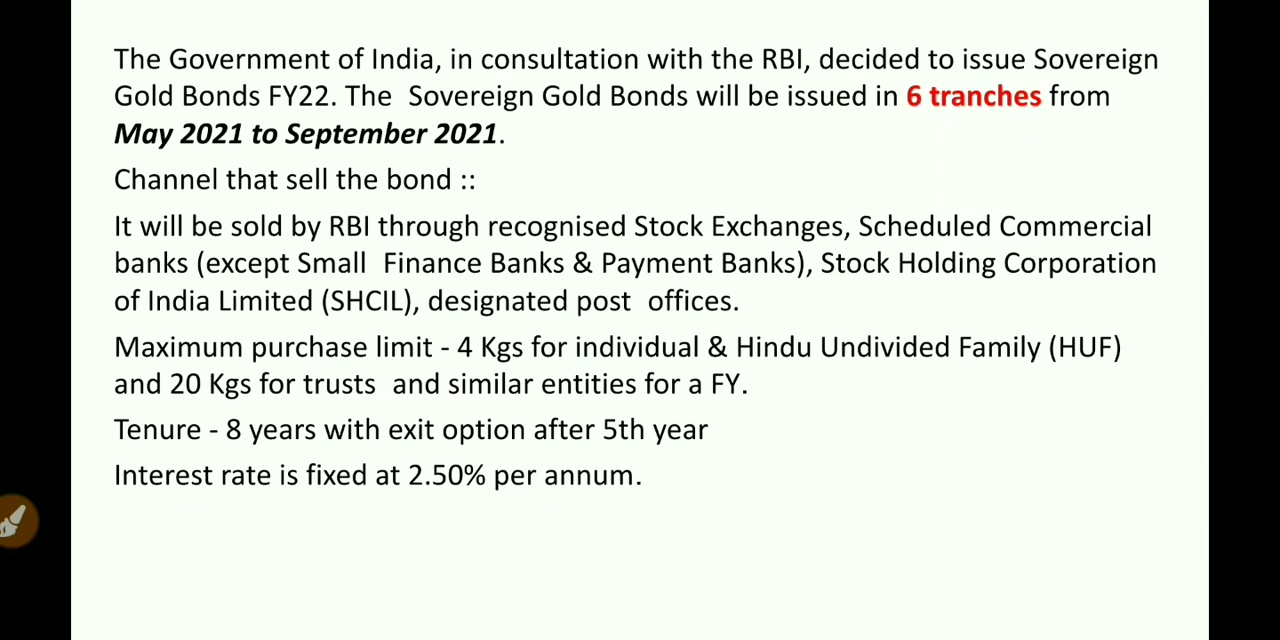 The Government of India, in consultation with the RBI, decided to issue Sovereign
Gold Bonds FY22. The Sovereign Gold Bonds will be issued in 6 tranches from
May 2021 to September 2021.
Channel that sell the bond ::
It will be sold by RBI through recognised Stock Exchanges, Scheduled Commercial
banks (except Small Finance Banks & Payment Banks), Stock Holding Corporation
of India Limited (SHCIL), designated post offices.
Maximum purchase limit - 4 Kgs for individual & Hindu Undivided Family (HUF)
and 20 Kgs for trusts and similar entities for a FY.
Tenure - 8 years with exit option after 5th year
Interest rate is fixed at 2.50% per annum.